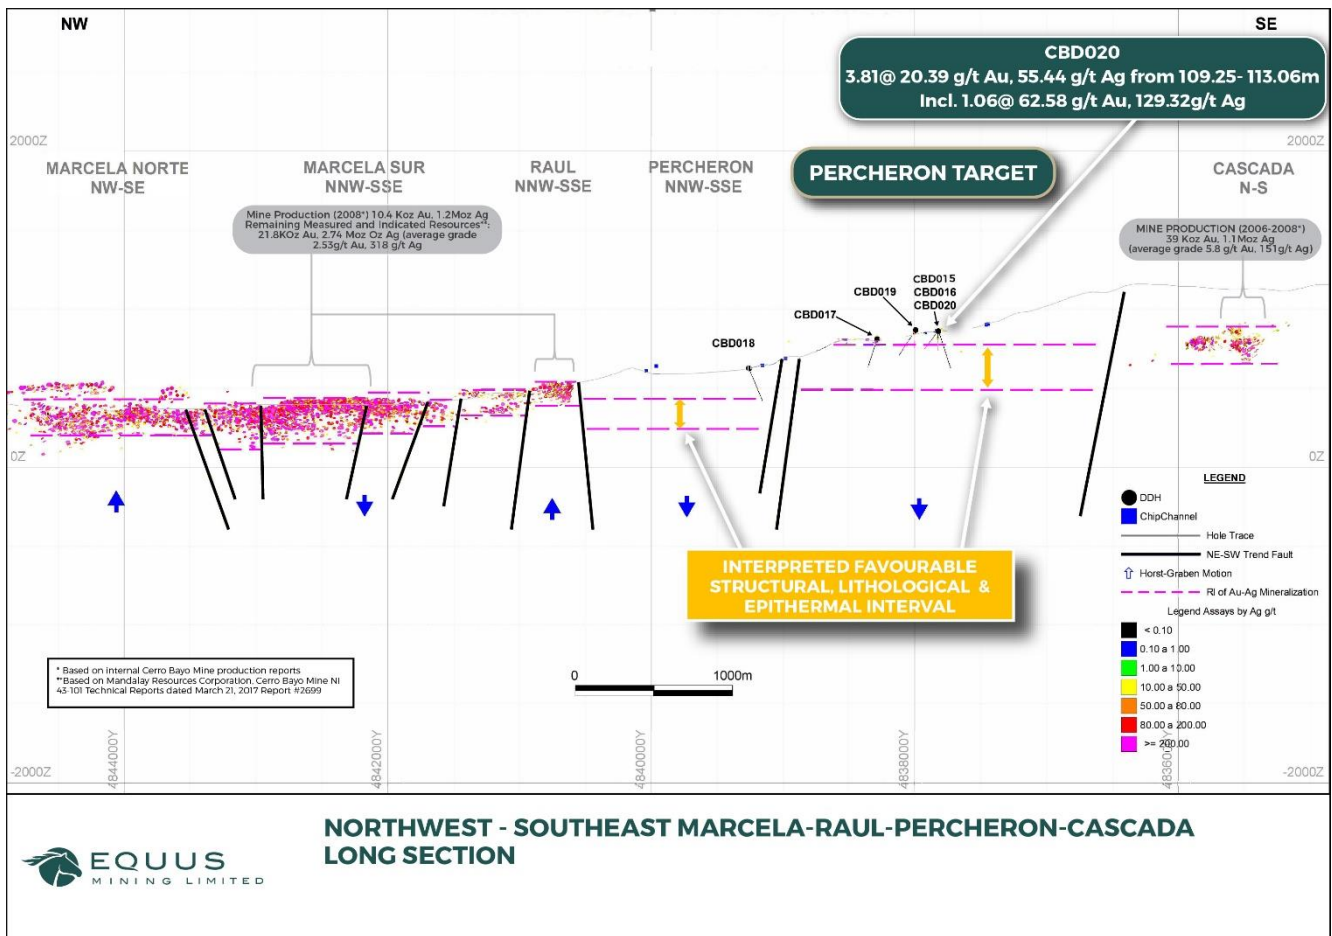 NW
SE
CBD020
3.81@ 20.39 g/t Au, 55.44 g/t Ag from 109.25- 113.06m
Incl. 1.06@ 62.58 g/t Au, 129.32g/t Ag
2000Z
2000Z
MARCELA NORTE
NW-SE
MARCELA SUR
NNW-SSE
RAUL
NNW-SSE
PERCHERON
NNW-SSE
PERCHERON TARGET
CASCADA
N-S
Mine Production (2008*) 10.4 Koz Au, 1.2Moz Ag
Remaining Measured and Indicated Resources**:
21.8KOz Au, 2.74 Moz Oz Ag (average grade
2.53g/t Au, 318 g/t Ag
MINE PRODUCTION (2006-2008*)
39 Koz Au, 1.1Moz Ag
(average grade 5.8 g/t Au, 151g/t Ag)
CBD015
CBD016
CBD020
CBD019
CBD017
CBD018
0Z
0Z
INTERPRETED FAVOURABLE
STRUCTURAL, LITHOLOGICAL &
EPITHERMAL INTERVAL
LEGEND
DDH
ChipChannel
Hole Trace
NE-SW Trend Fault
Horst-Graben Motion
Rl of Au-Ag Mineralization
Legend Assays by Ag g/t
< 0.10
0.10 a 1.00
1.00 a 10.00
10.00 a 50.00
50.00 a 80.00
80.00 a 200.00
>= 200.00
* Based on internal Cerro Bayo Mine production reports
**Based on Mandalay Resources Corporation, Cerro Bayo Mine NI
43-101 Technical Reports dated March 21, 2017 Report #2699
0
1000m
-2000Z
4844000Y
4842000Y
4840000Y
4838000Y
4836000Y
-2000Z
NORTHWEST - SOUTHEAST MARCELA-RAUL-PERCHERON-CASCADA
LONG SECTION
EQUUS
MINING LIMITED